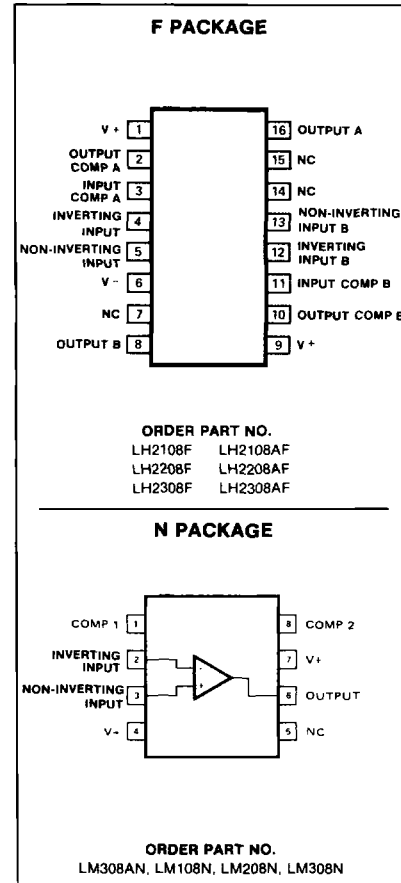 F PACKAGE
V + 1
OUTPUT COMP A 2
INPUT COMP A 3
INVERTING INPUT 4
NON-INVERTING INPUT 5
V - 6
NC 7
OUTPUT B 8
16 OUTPUT A
15 NC
14 NC
13 NON-INVERTING INPUT B
12 INVERTING INPUT B
11 INPUT COMP B
10 OUTPUT COMP B
9 V +
ORDER PART NO.
LH2108F LH2108AF
LH2208F LH2208AF
LH2308F LH2308AF
N PACKAGE
COMP 1 1
INVERTING INPUT 2
NON-INVERTING INPUT 3
V- 4
8 COMP 2
7 V+
6 OUTPUT
5 NC
- 
+
ORDER PART NO.
LM308AN, LM108N, LM208N, LM308N